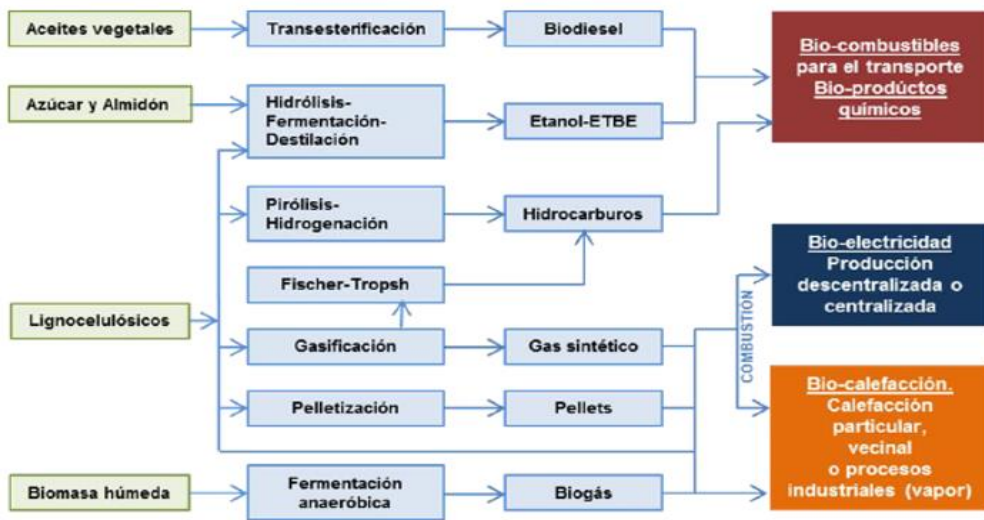 Aceites vegetales
Transesterificación
Biodiesel
Bio-combustibles
para el transporte
Bio-prodúctos
químicos
Azúcar y Almidón
Hidrólisis-
Fermentación-
Destilación
Etanol-ETBE
Pirólisis-
Hidrogenación
Hidrocarburos
Bio-electricidad
Producción
descentralizada o
centralizada
Fischer-Tropsh
Lignocelulósicos
Gasificación
Gas sintético
COMBUSTIÓN
Pelletización
Pellets
Bio-calefacción.
Calefacción
particular,
vecinal
o procesos
industriales (vapor)
Biomasa húmeda
Fermentación
anaeróbica
Biogás